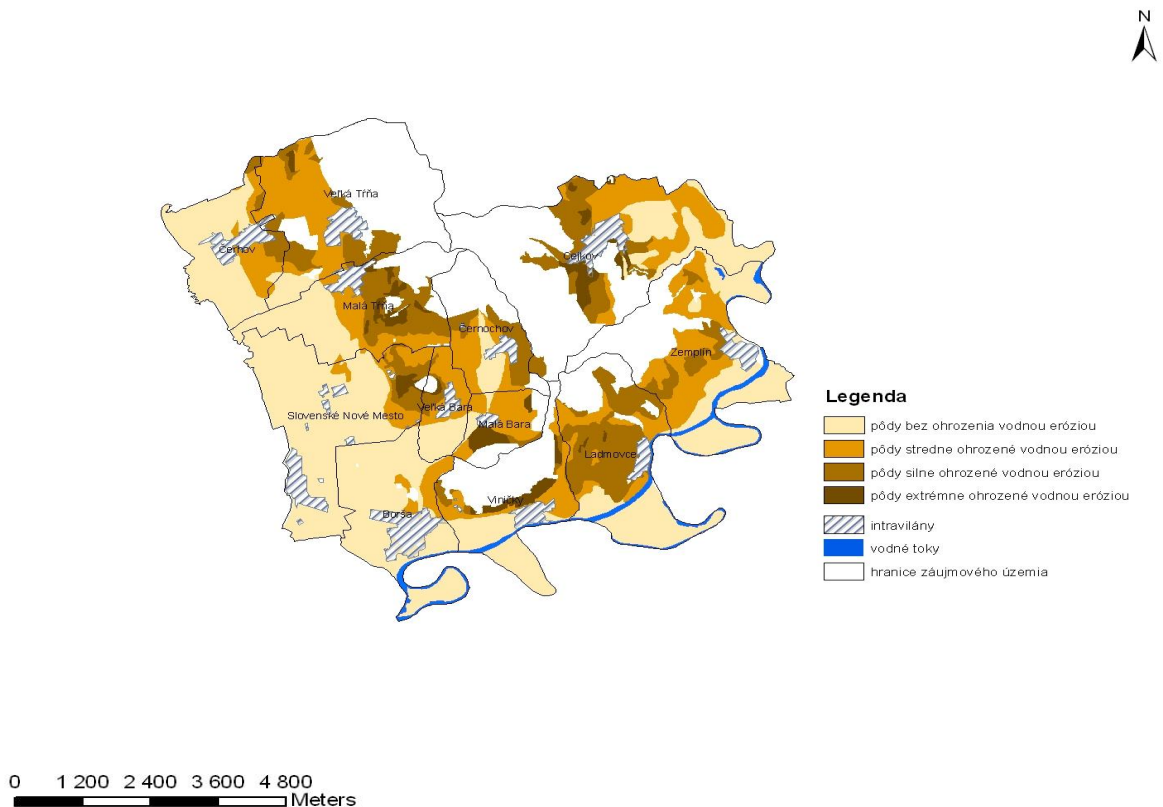 N
Veľká Tŕňa
Čerhov
Celkov
Malá Tŕňa
Černochov
Zemplín
Veľká Bara
Slovenské Nové Mesto
Malá Bara
Ladmovce
Viničky
Borša
Legenda
pôdy bez ohrozenia vodnou eróziou
pôdy stredne ohrozené vodnou eróziou
pôdy silne ohrozené vodnou eróziou
pôdy extrémne ohrozené vodnou eróziou
intravilány
vodné toky
hranice záujmového územia
0 1 200 2 400 3 600 4 800
Meters